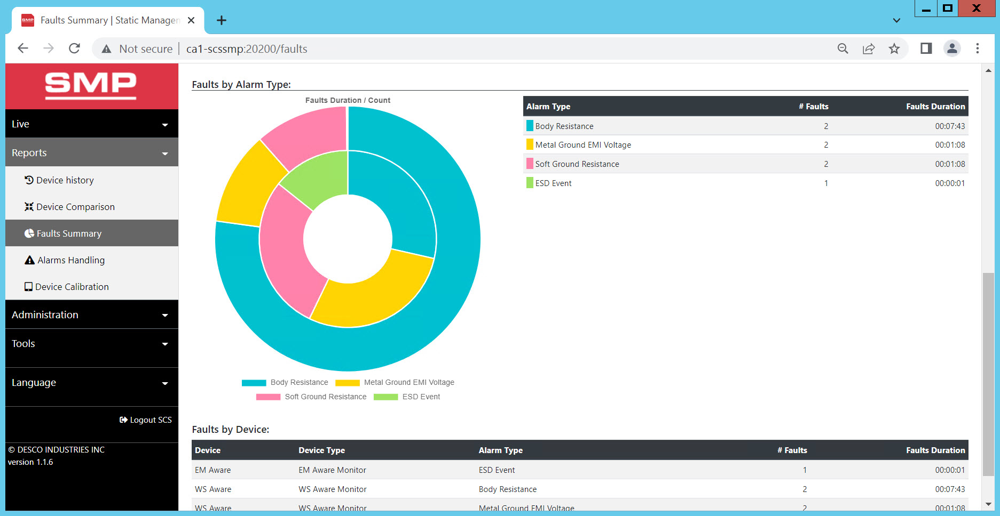 SMP
Faults Summary | Static Managem
Not secure
ca1-scssmp:20200/faults
SMP
Live
Reports
Device history
Device Comparison
Faults Summary
Alarms Handling
Device Calibration
Administration
Tools
Language
Logout SCS
© DESCO INDUSTRIES INC
version 1.1.6
Faults by Alarm Type:
Faults Duration / Count
Body Resistance Metal Ground EMI Voltage
Soft Ground Resistance ESD Event
Alarm Type # Faults Faults Duration
Body Resistance 2 00:07:43
Metal Ground EMI Voltage 2 00:01:08
Soft Ground Resistance 2 00:01:08
ESD Event 1 00:00:01
Faults by Device:
Device Device Type Alarm Type # Faults Faults Duration
EM Aware EM Aware Monitor ESD Event 1 00:00:01
WS Aware WS Aware Monitor Body Resistance 2 00:07:43
WS Aware WS Aware Monitor Metal Ground EMI Voltage 2 00:01:08